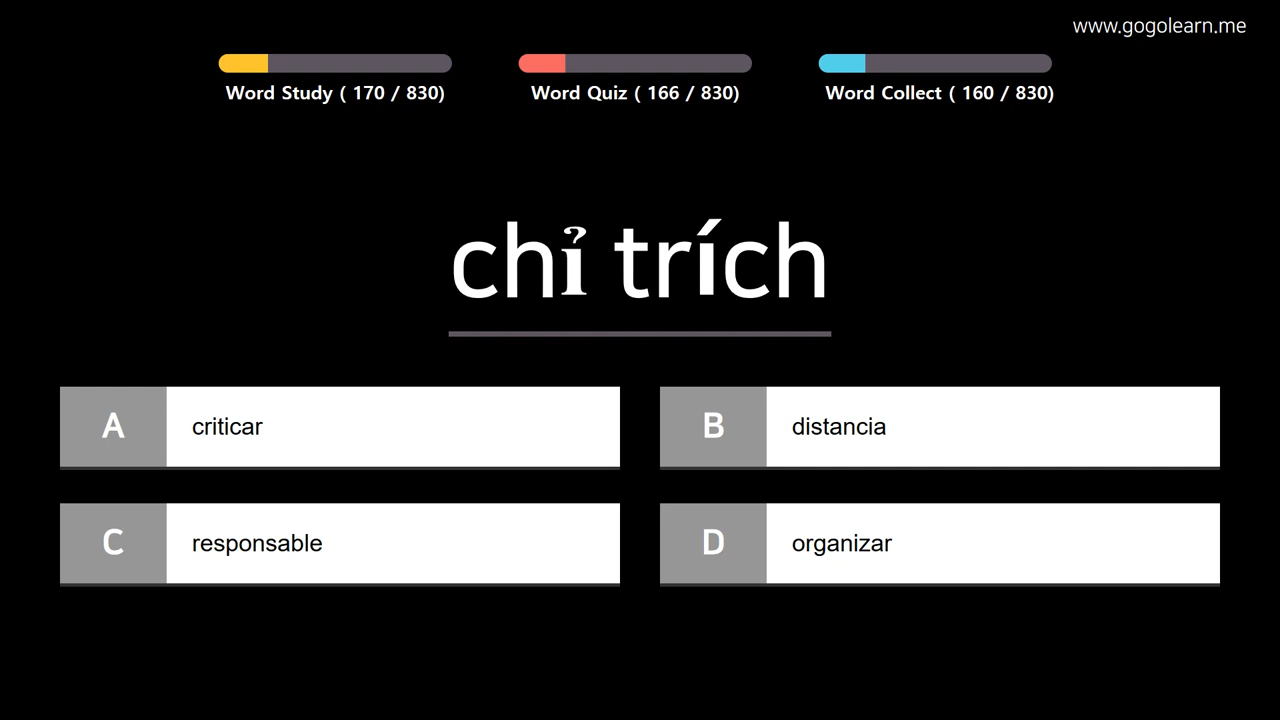 www.gogolearn.me
Word Study ( 170 / 830)
Word Quiz ( 166 / 830)
Word Collect ( 160 / 830)
chỉ trích
A criticar
B distancia
C responsable
D organizar